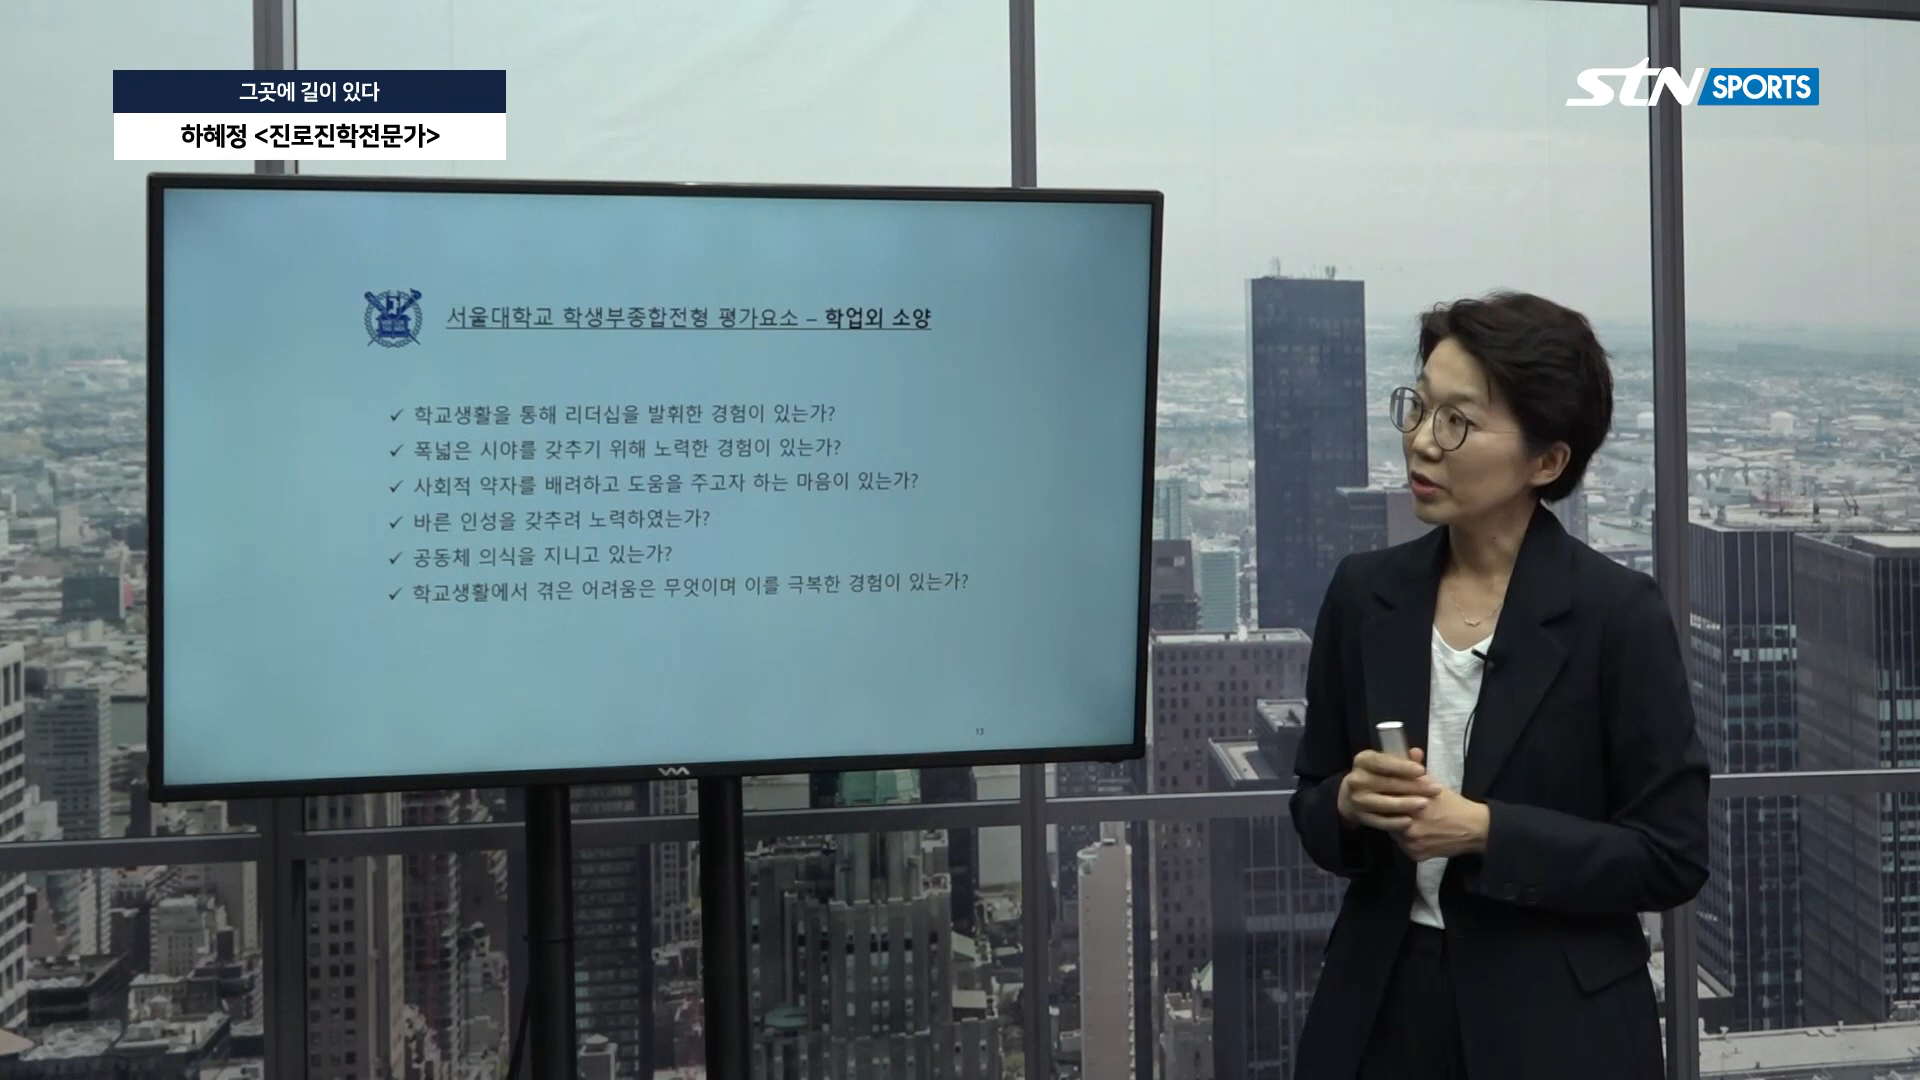 그곳에 길이 있다
하혜정 <진로진학전문가>
STN SPORTS
서울대학교 학생부종합전형 평가요소 – 학업외 소양
✓ 학교생활을 통해 리더십을 발휘한 경험이 있는가?
✓ 폭넓은 시야를 갖추기 위해 노력한 경험이 있는가?
✓ 사회적 약자를 배려하고 도움을 주고자 하는 마음이 있는가?
✓ 바른 인성을 갖추려 노력하였는가?
✓ 공동체 의식을 지니고 있는가?
✓ 학교생활에서 겪은 어려움은 무엇이며 이를 극복한 경험이 있는가?
13